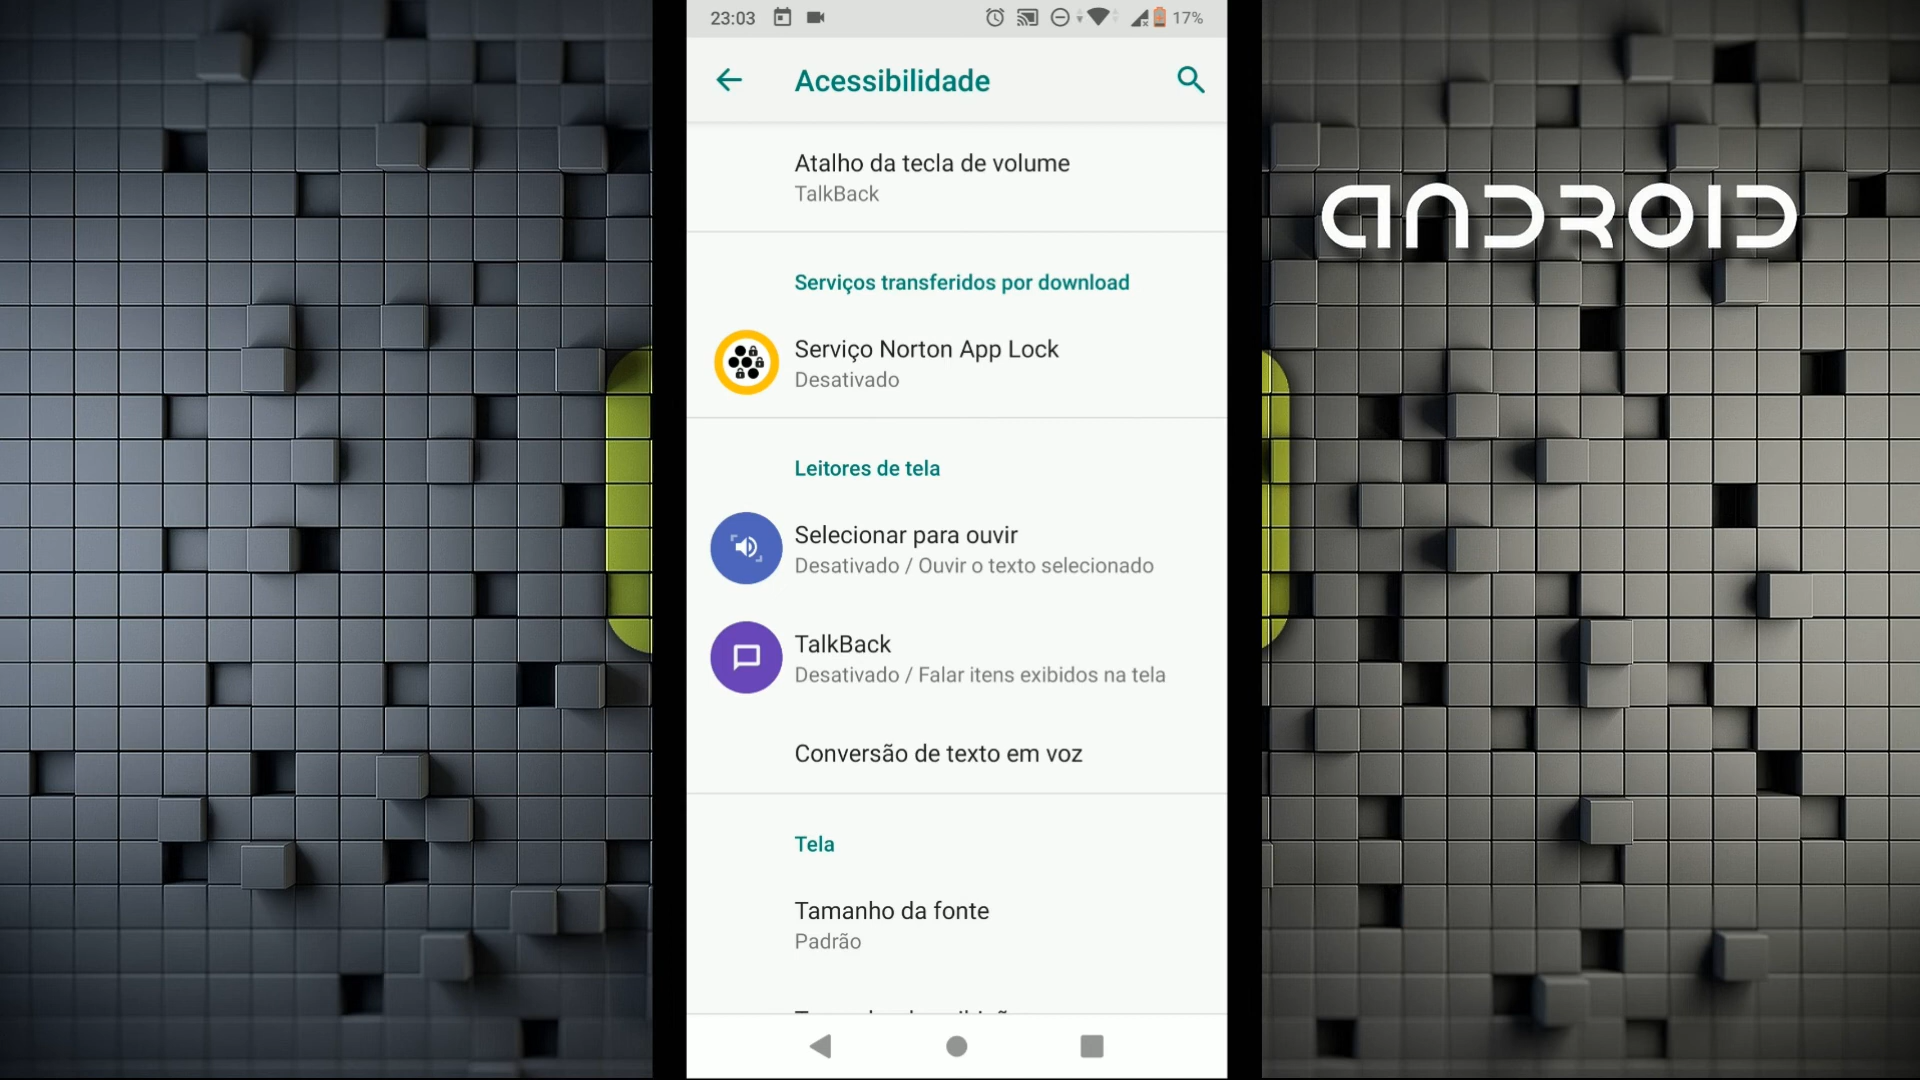 23:03
17%
Acessibilidade
ANDROID
Atalho da tecla de volume
TalkBack
Serviços transferidos por download
Serviço Norton App Lock
Desativado
Leitores de tela
Selecionar para ouvir
Desativado / Ouvir o texto selecionado
TalkBack
Desativado / Falar itens exibidos na tela
Conversão de texto em voz
Tela
Tamanho da fonte
Padrão